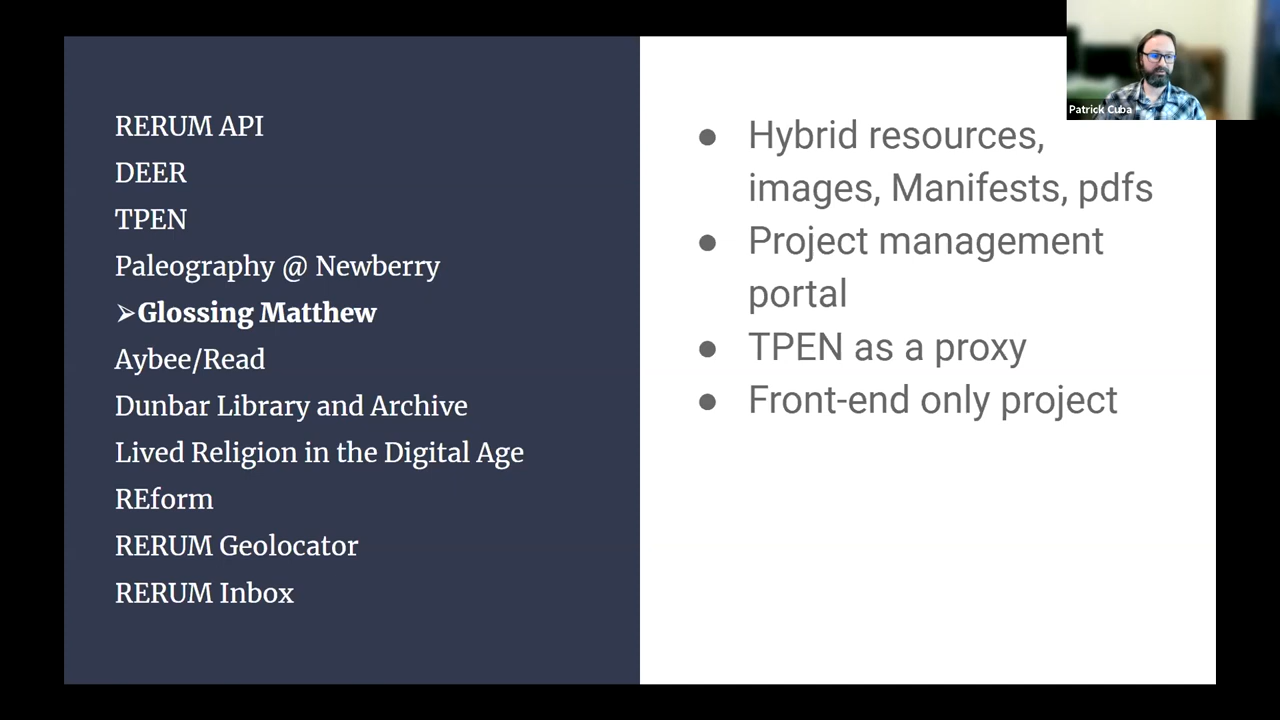 RERUM API
DEER
TPEN
Paleography @ Newberry
➢Glossing Matthew
Aybee/Read
Dunbar Library and Archive
Lived Religion in the Digital Age
REform
RERUM Geolocator
RERUM Inbox
● Hybrid resources,
images, Manifests, pdfs
● Project management
portal
● TPEN as a proxy
● Front-end only project
Patrick Cuba